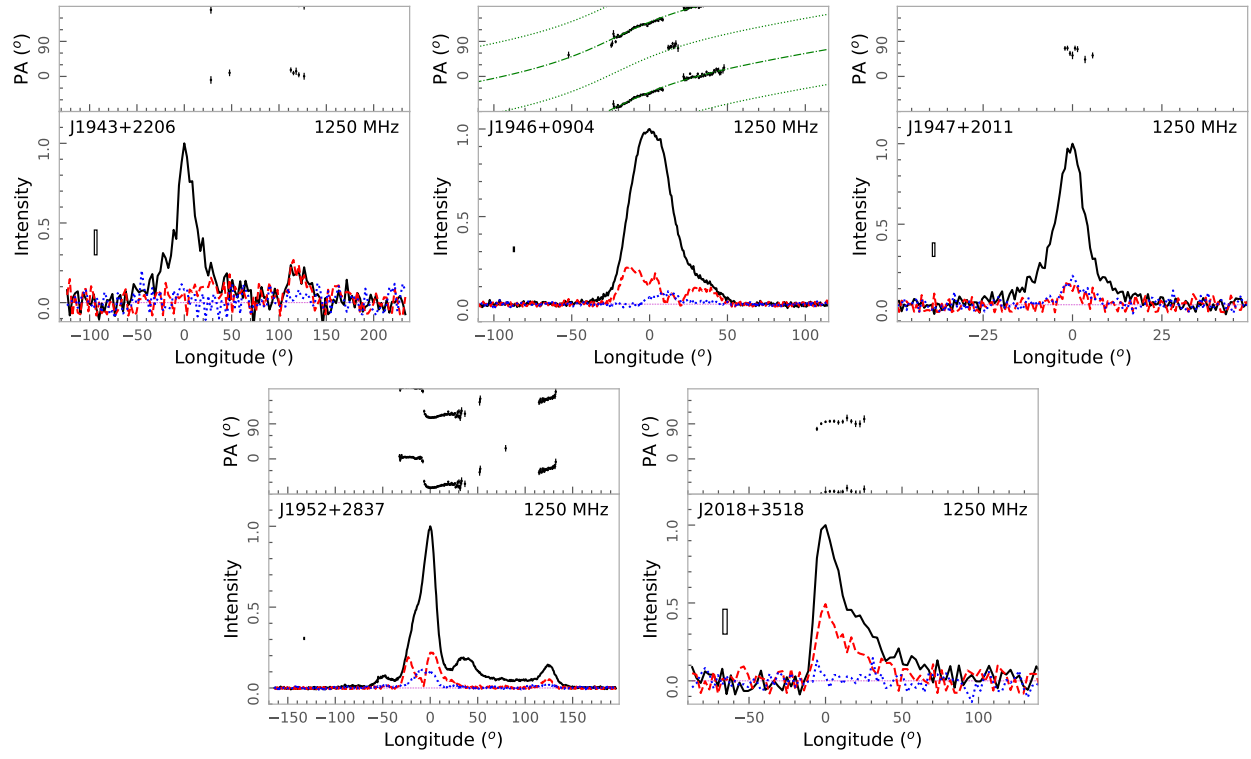 PA (°)
90
0
J1943+2206 1250 MHz
Intensity
1.0
0.5
0.0
−100 −50 0 50 100 150 200
Longitude (°)
PA (°)
90
0
J1946+0904 1250 MHz
Intensity
1.0
0.5
0.0
−100 −50 0 50 100
Longitude (°)
PA (°)
90
0
J1947+2011 1250 MHz
Intensity
1.0
0.5
0.0
−25 0 25
Longitude (°)
PA (°)
90
0
J1952+2837 1250 MHz
Intensity
1.0
0.5
0.0
−150 −100 −50 0 50 100 150
Longitude (°)
PA (°)
90
0
J2018+3518 1250 MHz
Intensity
1.0
0.5
0.0
−50 0 50 100
Longitude (°)